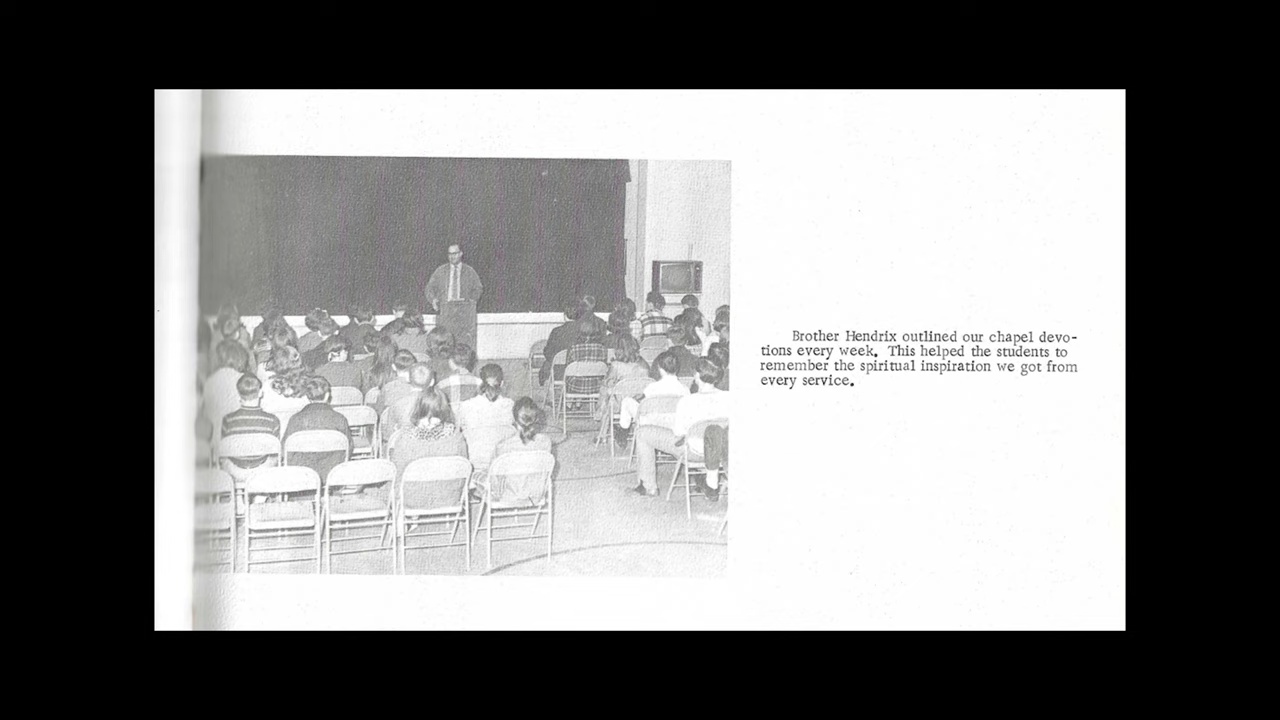 Brother Hendrix outlined our chapel devo-
tions every week. This helped the students to
remember the spiritual inspiration we got from
every service.